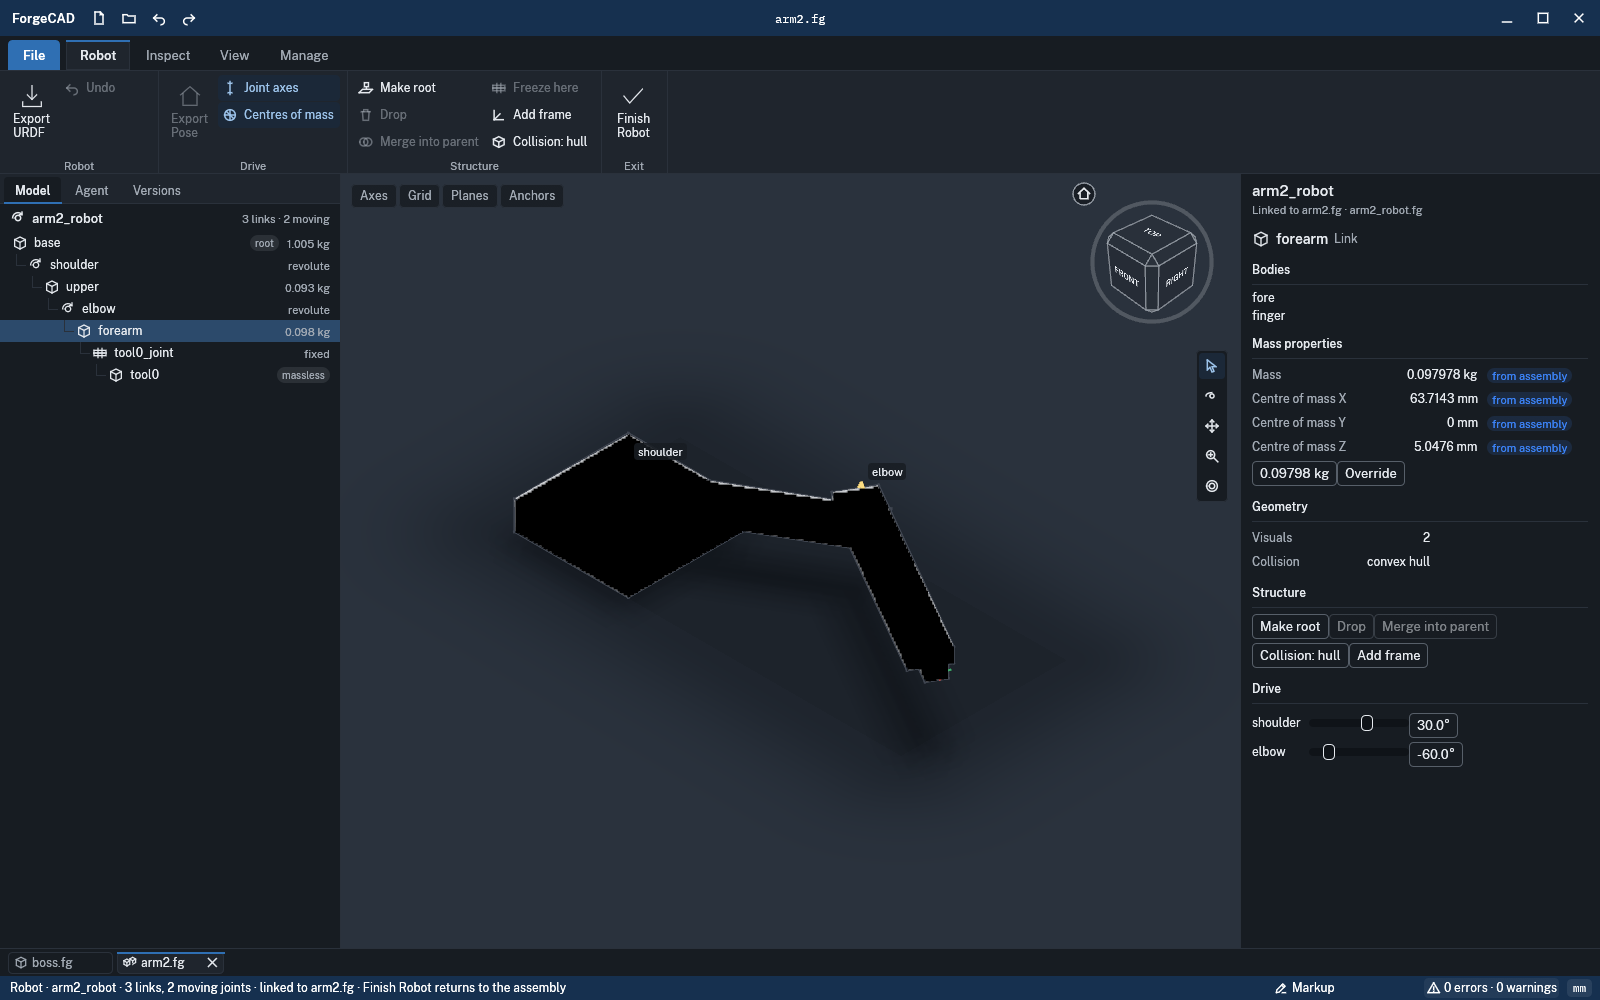 ForgeCAD
arm2.fg
File
Robot
Inspect
View
Manage
Export URDF
Undo
Robot
Export Pose
Joint axes
Centres of mass
Drive
Make root
Drop
Merge into parent
Freeze here
Add frame
Collision: hull
Structure
Finish Robot
Exit
Model
Agent
Versions
arm2_robot
3 links · 2 moving
base
root
1.005 kg
shoulder
revolute
upper
0.093 kg
elbow
revolute
forearm
0.098 kg
tool0_joint
fixed
tool0
massless
Axes
Grid
Planes
Anchors
TOP
FRONT
RIGHT
shoulder
elbow
arm2_robot
Linked to arm2.fg · arm2_robot.fg
forearm Link
Bodies
fore
finger
Mass properties
Mass 0.097978 kg from assembly
Centre of mass X 63.7143 mm from assembly
Centre of mass Y 0 mm from assembly
Centre of mass Z 5.0476 mm from assembly
0.09798 kg Override
Geometry
Visuals 2
Collision convex hull
Structure
Make root Drop Merge into parent
Collision: hull Add frame
Drive
shoulder 30.0°
elbow -60.0°
boss.fg
arm2.fg
Robot · arm2_robot · 3 links, 2 moving joints · linked to arm2.fg · Finish Robot returns to the assembly
Markup
0 errors · 0 warnings
mm